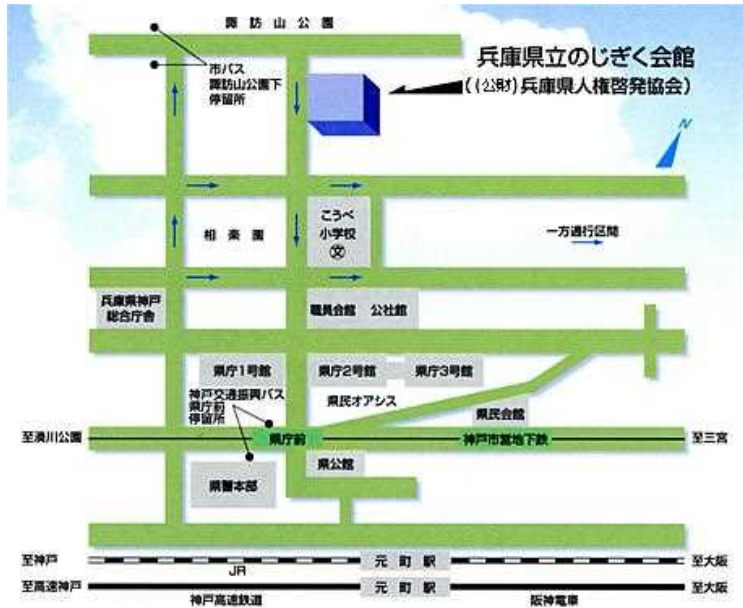 諏訪山公園
兵庫県立のじぎく会館
((公財)兵庫県人権啓発協会)
市バス
諏訪山公園下
停留所
N
こうべ
小学校
文
相楽園
一方通行区間
兵庫県神戸
総合庁舎
職員会館 公社館
県庁1号館
県庁2号館
県庁3号館
神戸交通振興バス
県庁前
停留所
県民オアシス
県民会館
至湊川公園
県庁前
神戸市営地下鉄
至三宮
県公館
県警本部
至神戸
JR
元町駅
至大阪
至高速神戸
神戸高速鉄道
元町駅
阪神電車
至大阪